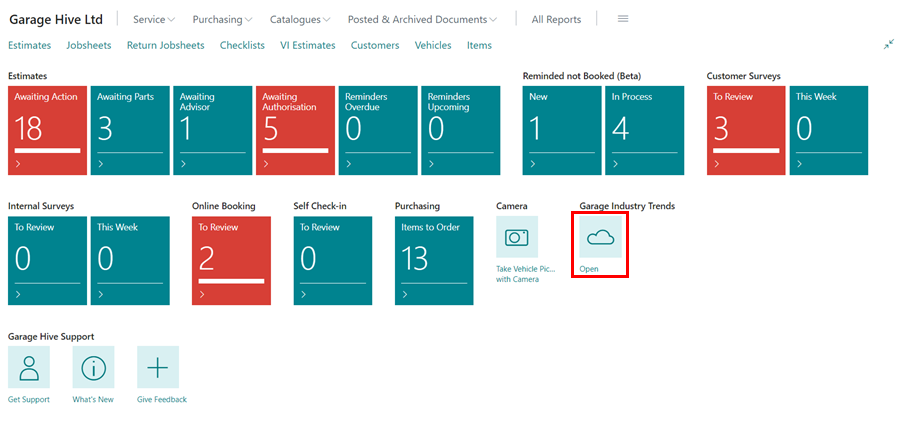 Garage Hive Ltd
Service
Purchasing
Catalogues
Posted & Archived Documents
All Reports
Estimates
Jobsheets
Return Jobsheets
Checklists
VI Estimates
Customers
Vehicles
Items
Estimates
Awaiting Action
18
Awaiting Parts
3
Awaiting
Advisor
1
Awaiting
Authorisation
5
Reminders
Overdue
0
Reminders
Upcoming
0
Reminded not Booked (Beta)
New
1
In Process
4
Customer Surveys
To Review
3
This Week
0
Internal Surveys
To Review
0
This Week
0
Online Booking
To Review
2
Self Check-in
To Review
0
Purchasing
Items to Order
13
Camera
Take Vehicle Pic...
with Camera
Garage Industry Trends
Open
Garage Hive Support
Get Support
What's New
Give Feedback